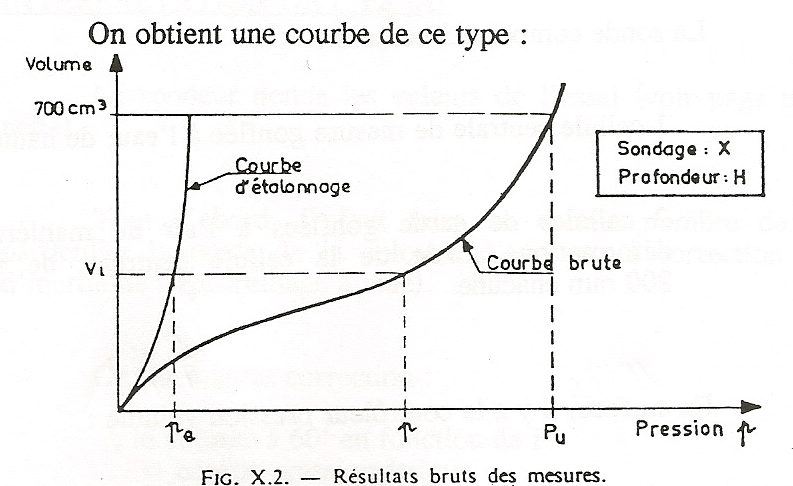 On obtient une courbe de ce type :
Volume
700 cm³
Courbe
d'étalonnage
Sondage : X
Profondeur : H
Vi
Courbe brute
pe
p
Pu
Pression p
FIG. X.2. — Résultats bruts des mesures.